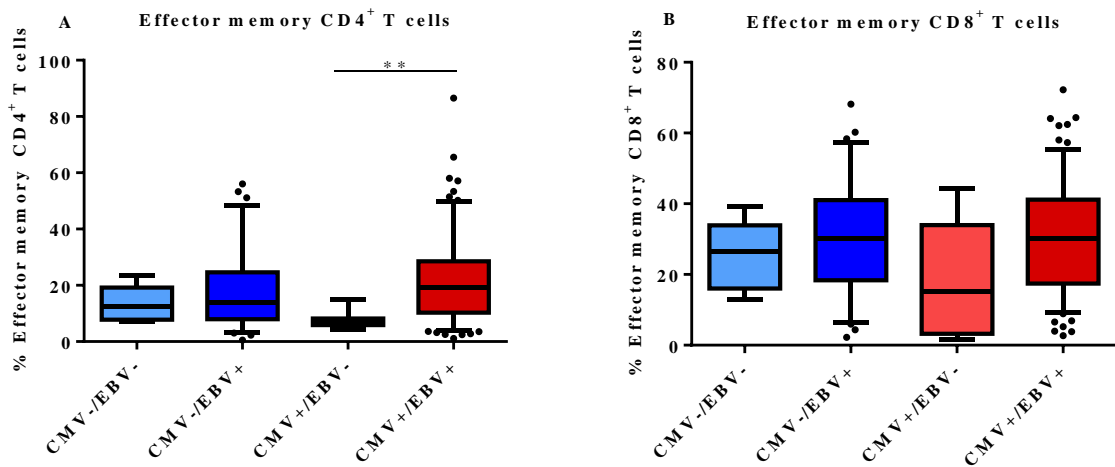 A
Effector memory CD4+ T cells
% Effector memory CD4+ T cells
100
80
60
40
20
0
**
CMV-/EBV-
CMV-/EBV+
CMV+/EBV-
CMV+/EBV+
B
Effector memory CD8+ T cells
% Effector memory CD8+ T cells
80
60
40
20
0
CMV-/EBV-
CMV-/EBV+
CMV+/EBV-
CMV+/EBV+